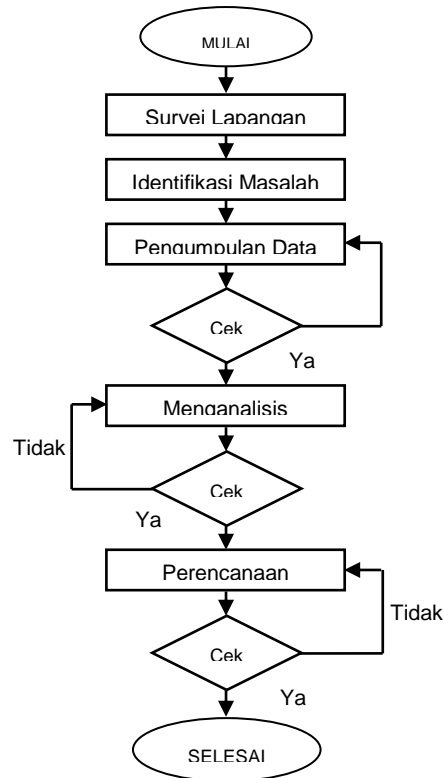 MULAI
Survei Lapangan
Identifikasi Masalah
Pengumpulan Data
Cek
Ya
Menganalisis
Tidak
Cek
Ya
Perencanaan
Tidak
Cek
Ya
SELESAI